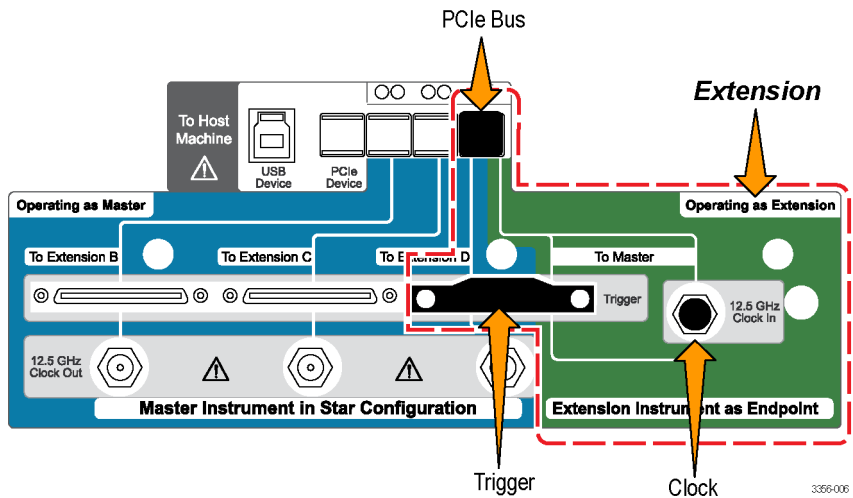 PCIe Bus
Extension
To Host
Machine
USB
Device
PCIe
Device
Operating as Master
Operating as Extension
To Extension B
To Extension C
To Extension D
To Master
Trigger
12.5 GHz
Clock In
12.5 GHz
Clock Out
Master Instrument in Star Configuration
Extension Instrument as Endpoint
Trigger
Clock
3356-006